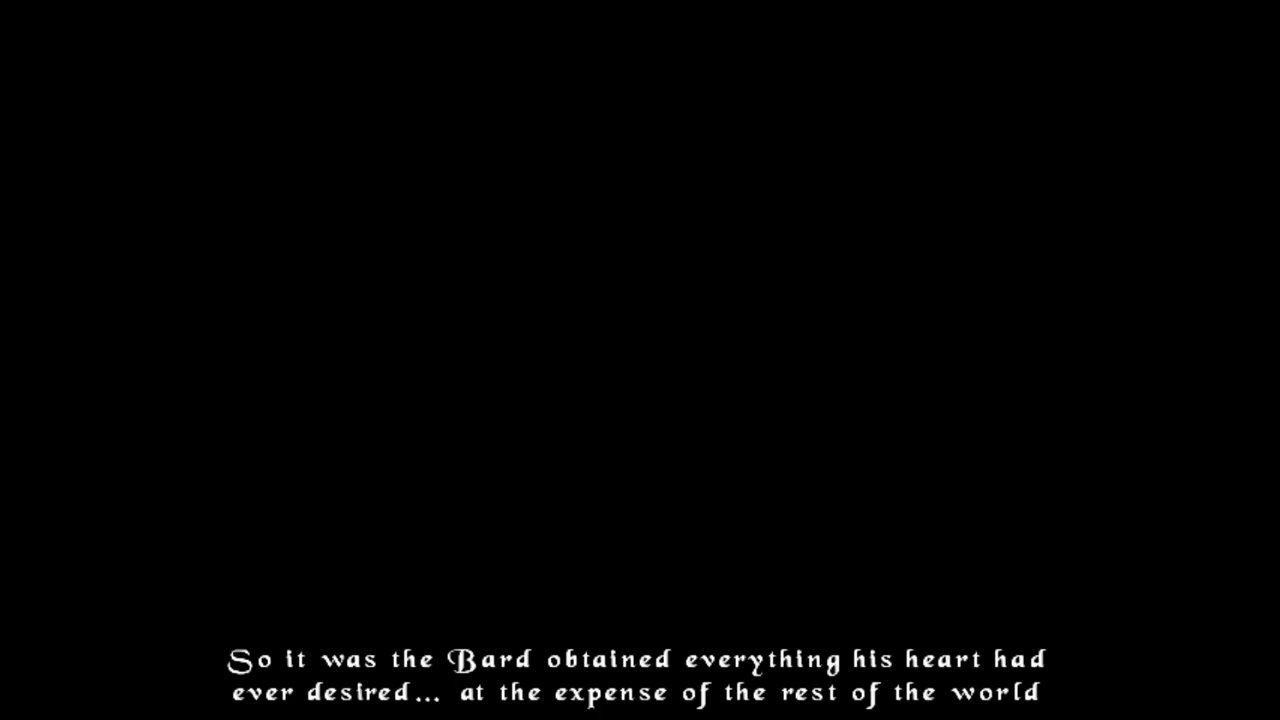 So it was the Bard obtained everything his heart had
ever desired... at the expense of the rest of the world